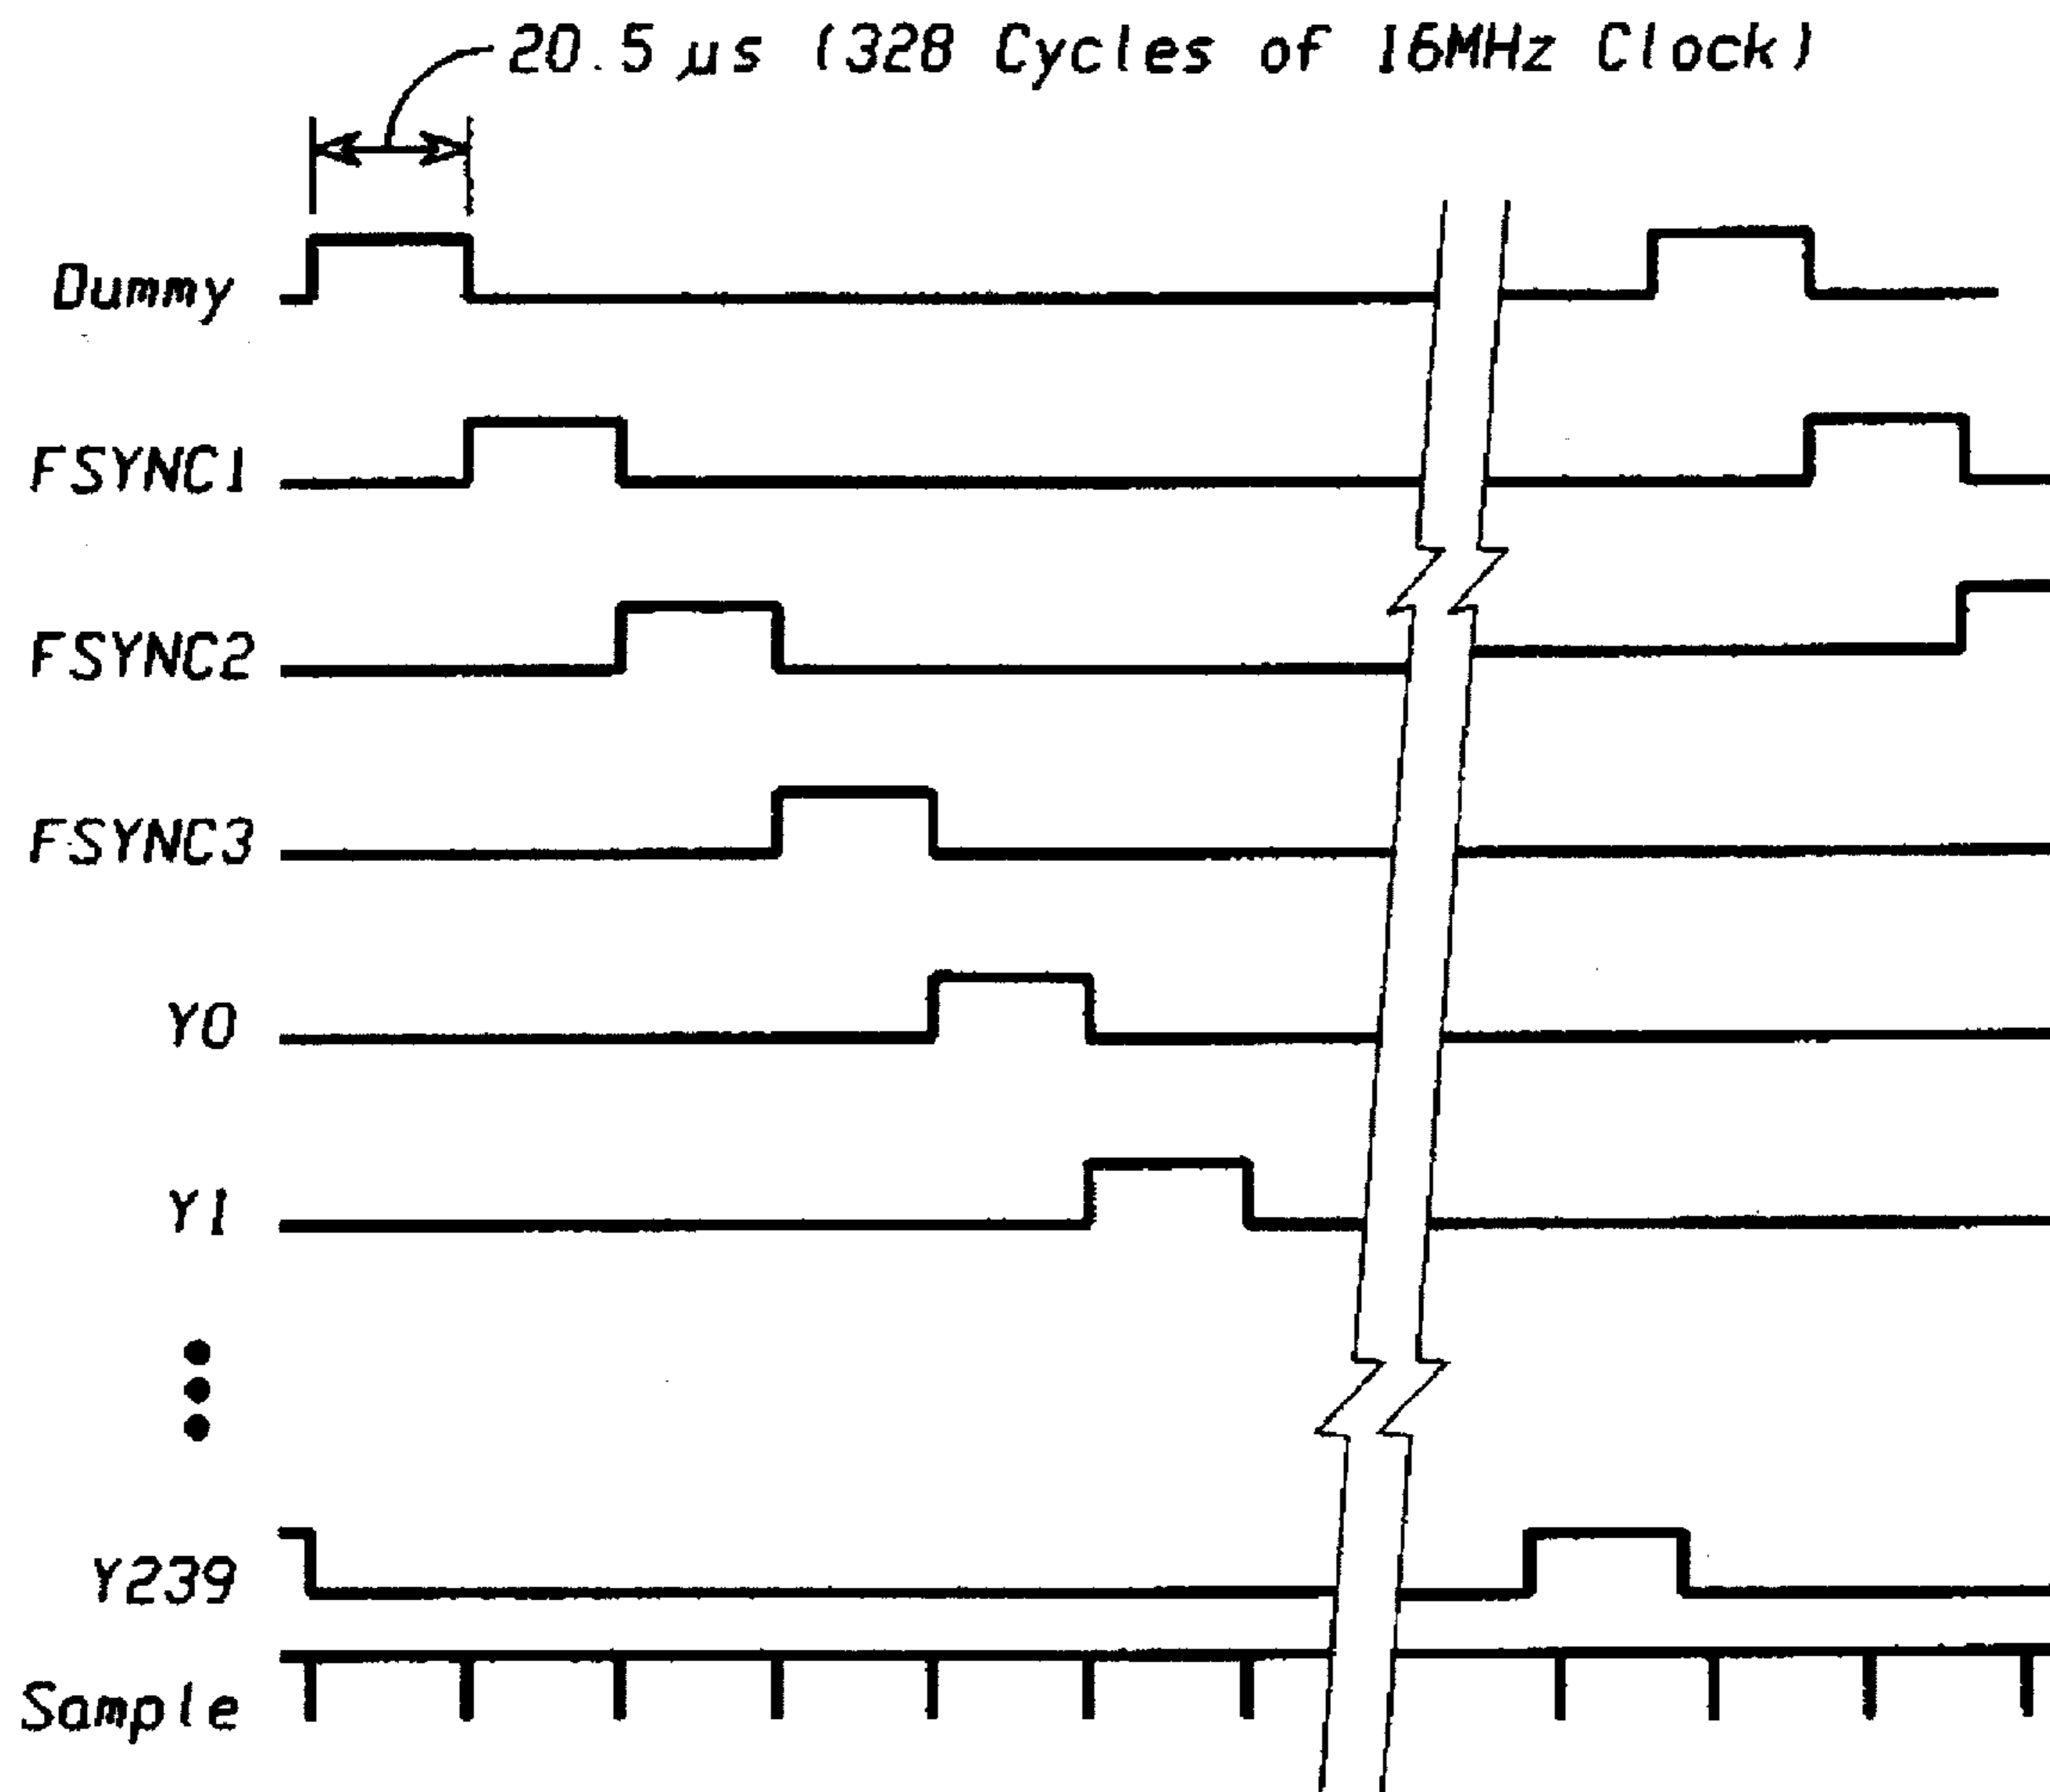 20.5 µs (328 Cycles of 16MHz Clock)
Dummy
FSYNC1
FSYNC2
FSYNC3
Y0
Y1
Y239
Sample